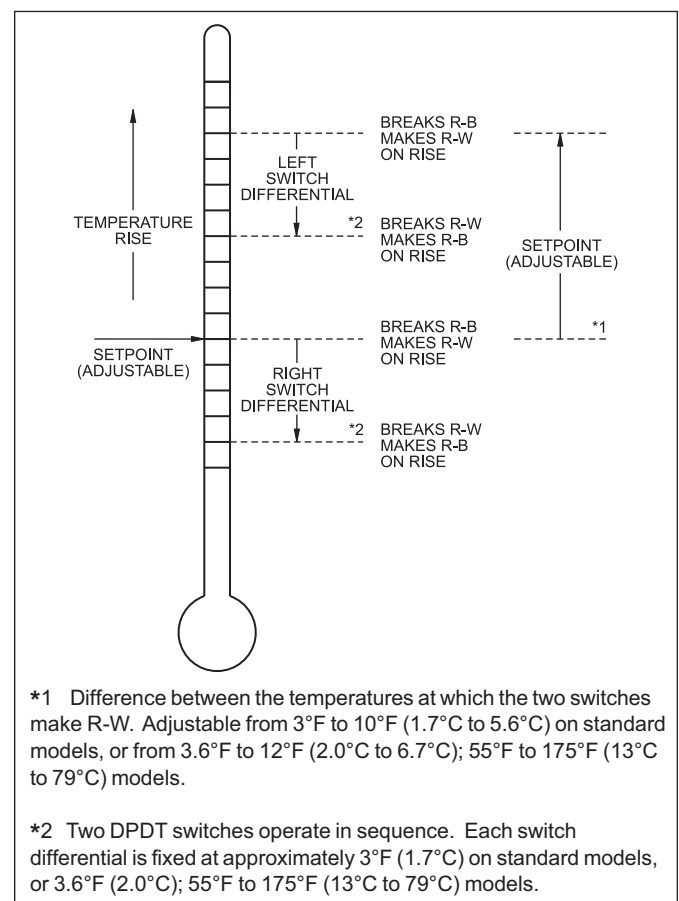 BREAKS R-B
MAKES R-W
ON RISE
LEFT
SWITCH
DIFFERENTIAL
TEMPERATURE
RISE
*2 BREAKS R-W
MAKES R-B
ON RISE
SETPOINT
(ADJUSTABLE)
BREAKS R-B
MAKES R-W
ON RISE
*1
SETPOINT
(ADJUSTABLE)
RIGHT
SWITCH
DIFFERENTIAL
*2 BREAKS R-W
MAKES R-B
ON RISE
*1 Difference between the temperatures at which the two switches
make R-W. Adjustable from 3°F to 10°F (1.7°C to 5.6°C) on standard
models, or from 3.6°F to 12°F (2.0°C to 6.7°C); 55°F to 175°F (13°C
to 79°C) models.
*2 Two DPDT switches operate in sequence. Each switch
differential is fixed at approximately 3°F (1.7°C) on standard models,
or 3.6°F (2.0°C); 55°F to 175°F (13°C to 79°C) models.